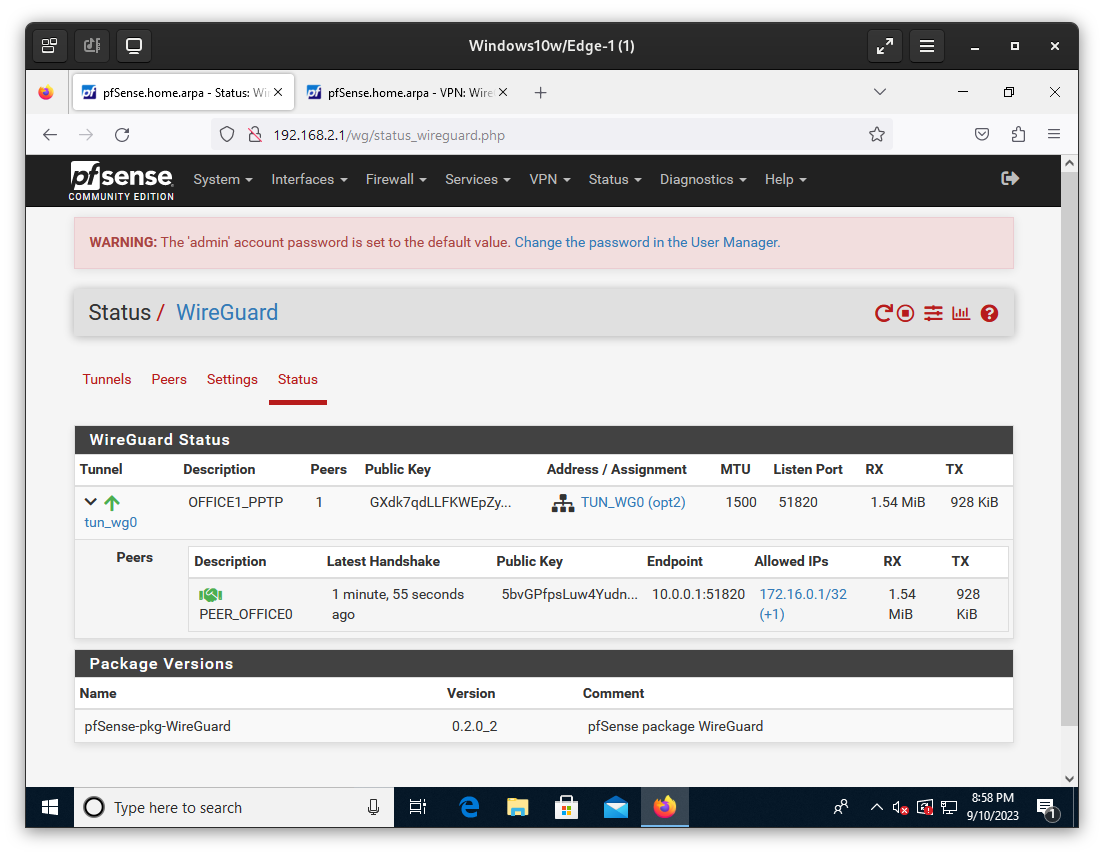 Windows10w/Edge-1 (1)
pfSense.home.arpa - Status: Wi
pfSense.home.arpa - VPN: Wire
192.168.2.1/wg/status_wireguard.php
pfsense
COMMUNITY EDITION
System
Interfaces
Firewall
Services
VPN
Status
Diagnostics
Help
WARNING: The 'admin' account password is set to the default value. Change the password in the User Manager.
Status / WireGuard
Tunnels Peers Settings Status
WireGuard Status
Tunnel Description Peers Public Key Address / Assignment MTU Listen Port RX TX
OFFICE1_PPTP 1 GXdk7qdLLFKWEpZy... TUN_WG0 (opt2) 1500 51820 1.54 MiB 928 KiB
tun_wg0
Peers
Description Latest Handshake Public Key Endpoint Allowed IPs RX TX
1 minute, 55 seconds 5bvGPfpsLuw4Yudn... 10.0.0.1:51820 172.16.0.1/32 1.54 928
PEER_OFFICE0 ago (+1) MiB KiB
Package Versions
Name Version Comment
pfSense-pkg-WireGuard 0.2.0_2 pfSense package WireGuard
Type here to search
8:58 PM
9/10/2023
1